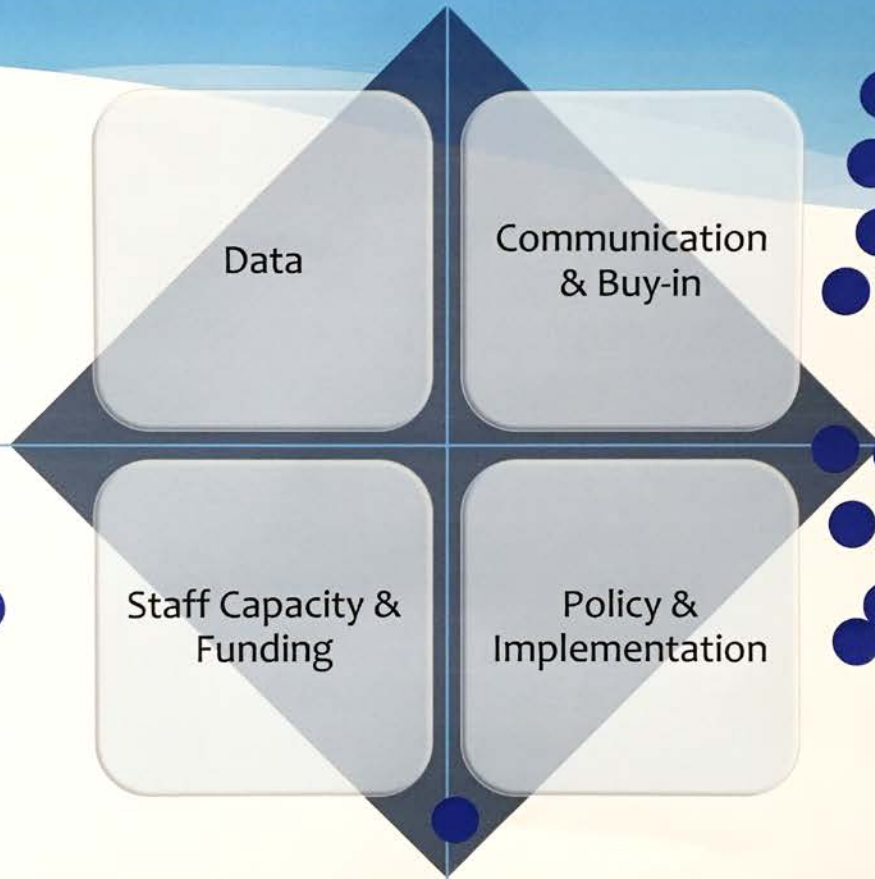 Data
Communication
& Buy-in
Staff Capacity &
Funding
Policy &
Implementation